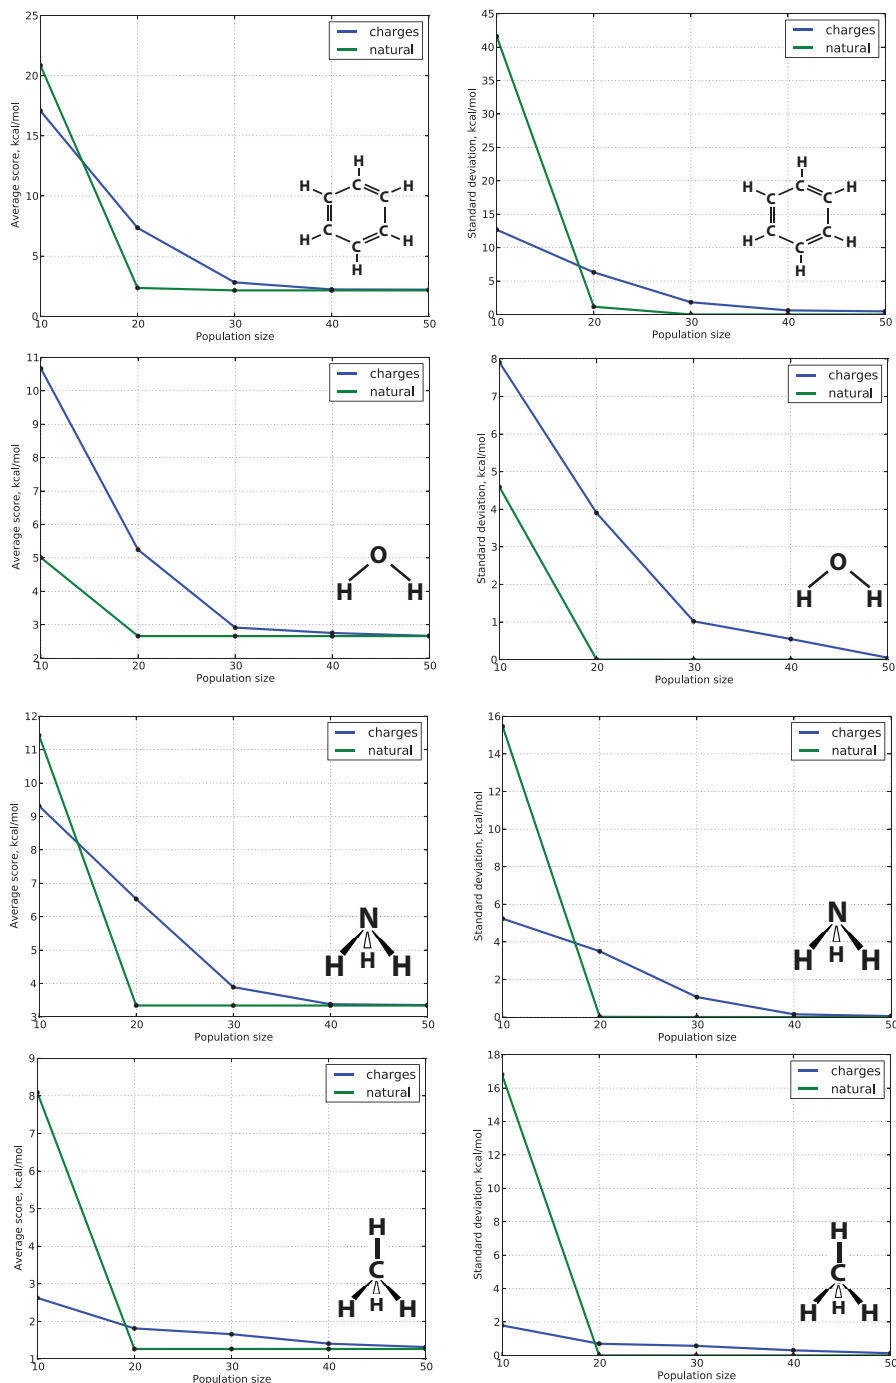 charges
natural
Average score, kcal/mol
25
20
15
10
5
0
10 20 30 40 50
Population size
H
H C H
C C
C C
H C H
H
charges
natural
Standard deviation, kcal/mol
45
40
35
30
25
20
15
10
5
0
10 20 30 40 50
Population size
H
H C H
C C
C C
H C H
H
charges
natural
Average score, kcal/mol
11
10
9
8
7
6
5
4
3
2
10 20 30 40 50
Population size
O
H H
charges
natural
Standard deviation, kcal/mol
8
7
6
5
4
3
2
1
0
10 20 30 40 50
Population size
O
H H
charges
natural
Average score, kcal/mol
12
11
10
9
8
7
6
5
4
3
10 20 30 40 50
Population size
N
H H H
charges
natural
Standard deviation, kcal/mol
16
14
12
10
8
6
4
2
0
10 20 30 40 50
Population size
N
H H H
charges
natural
Average score, kcal/mol
9
8
7
6
5
4
3
2
1
10 20 30 40 50
Population size
H
C
H H H
charges
natural
Standard deviation, kcal/mol
18
16
14
12
10
8
6
4
2
0
10 20 30 40 50
Population size
H
C
H H H